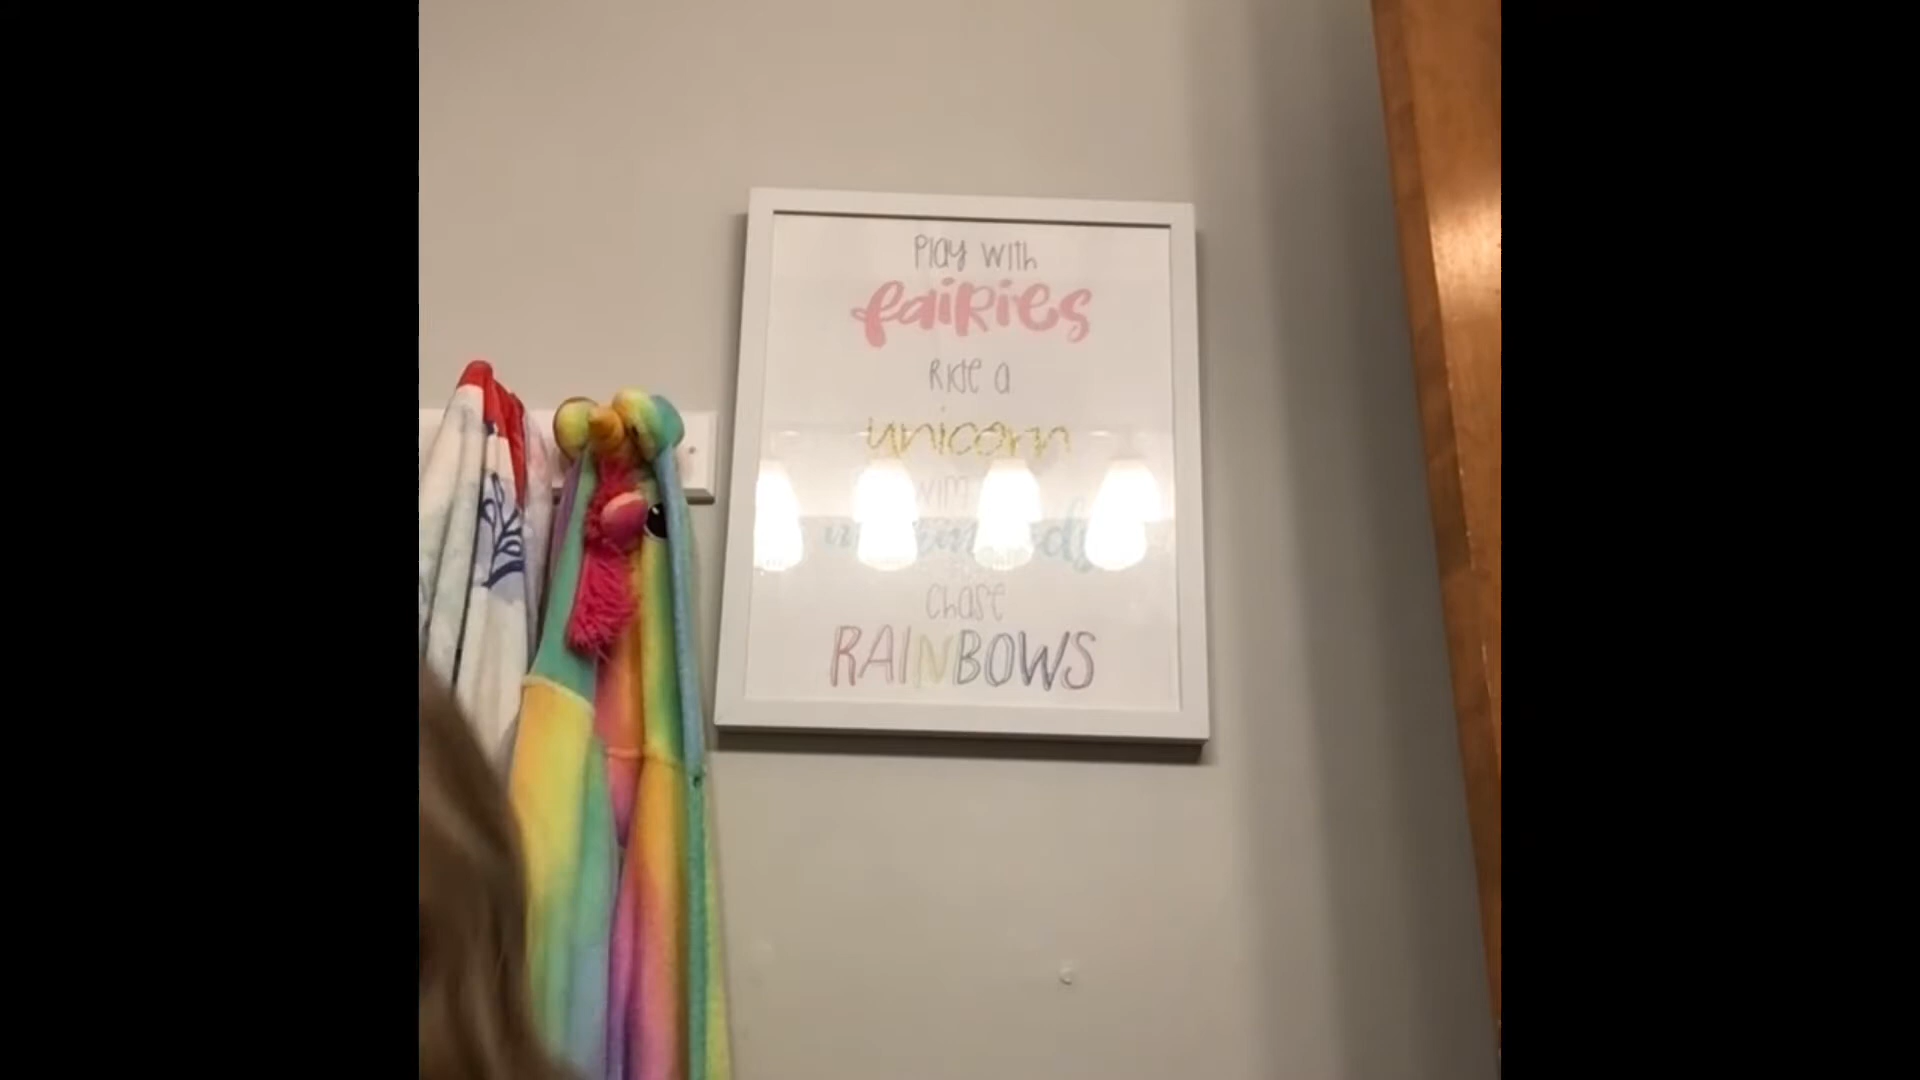 Play with
fairies
Ride a
unicorn
chase
RAINBOWS